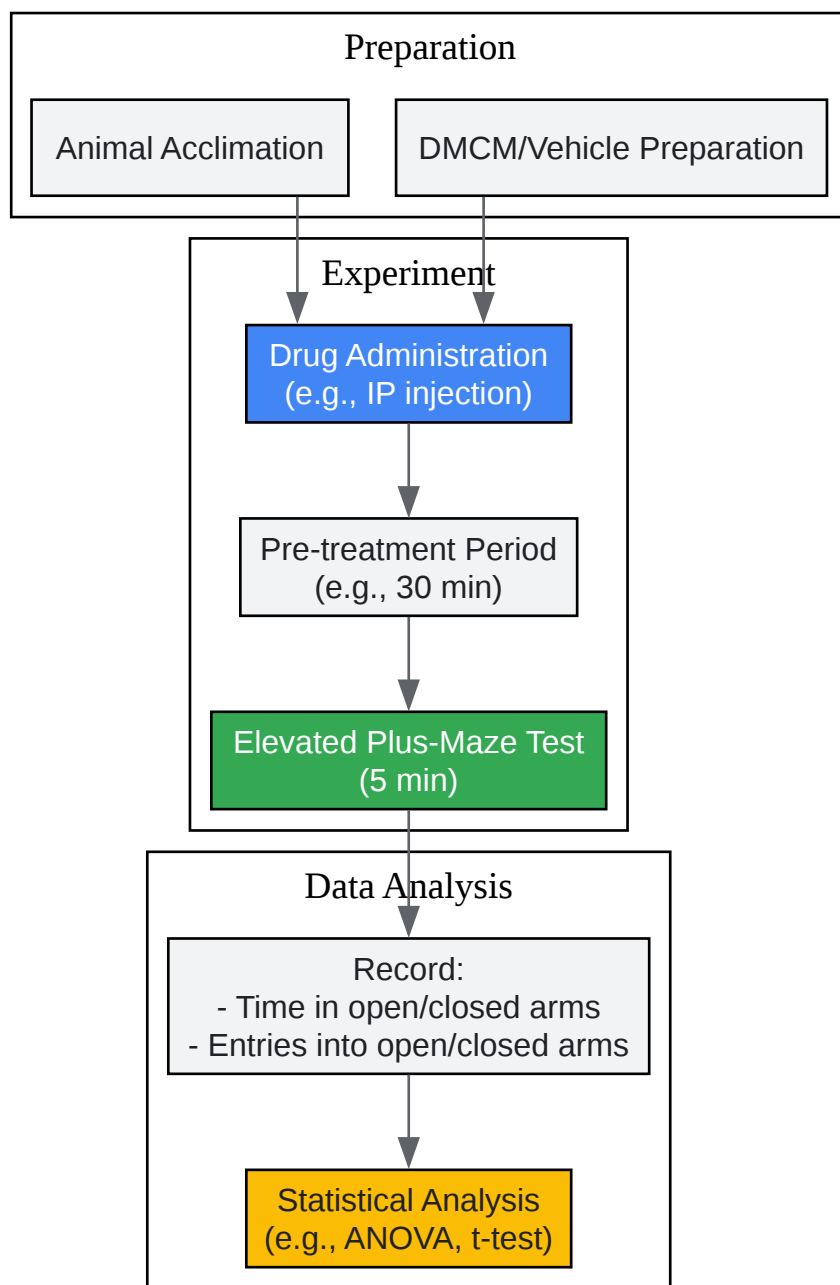 Preparation
Animal Acclimation
DMCM/Vehicle Preparation
Experiment
Drug Administration
(e.g., IP injection)
Pre-treatment Period
(e.g., 30 min)
Elevated Plus-Maze Test
(5 min)
Data Analysis
Record:
- Time in open/closed arms
- Entries into open/closed arms
Statistical Analysis
(e.g., ANOVA, t-test)